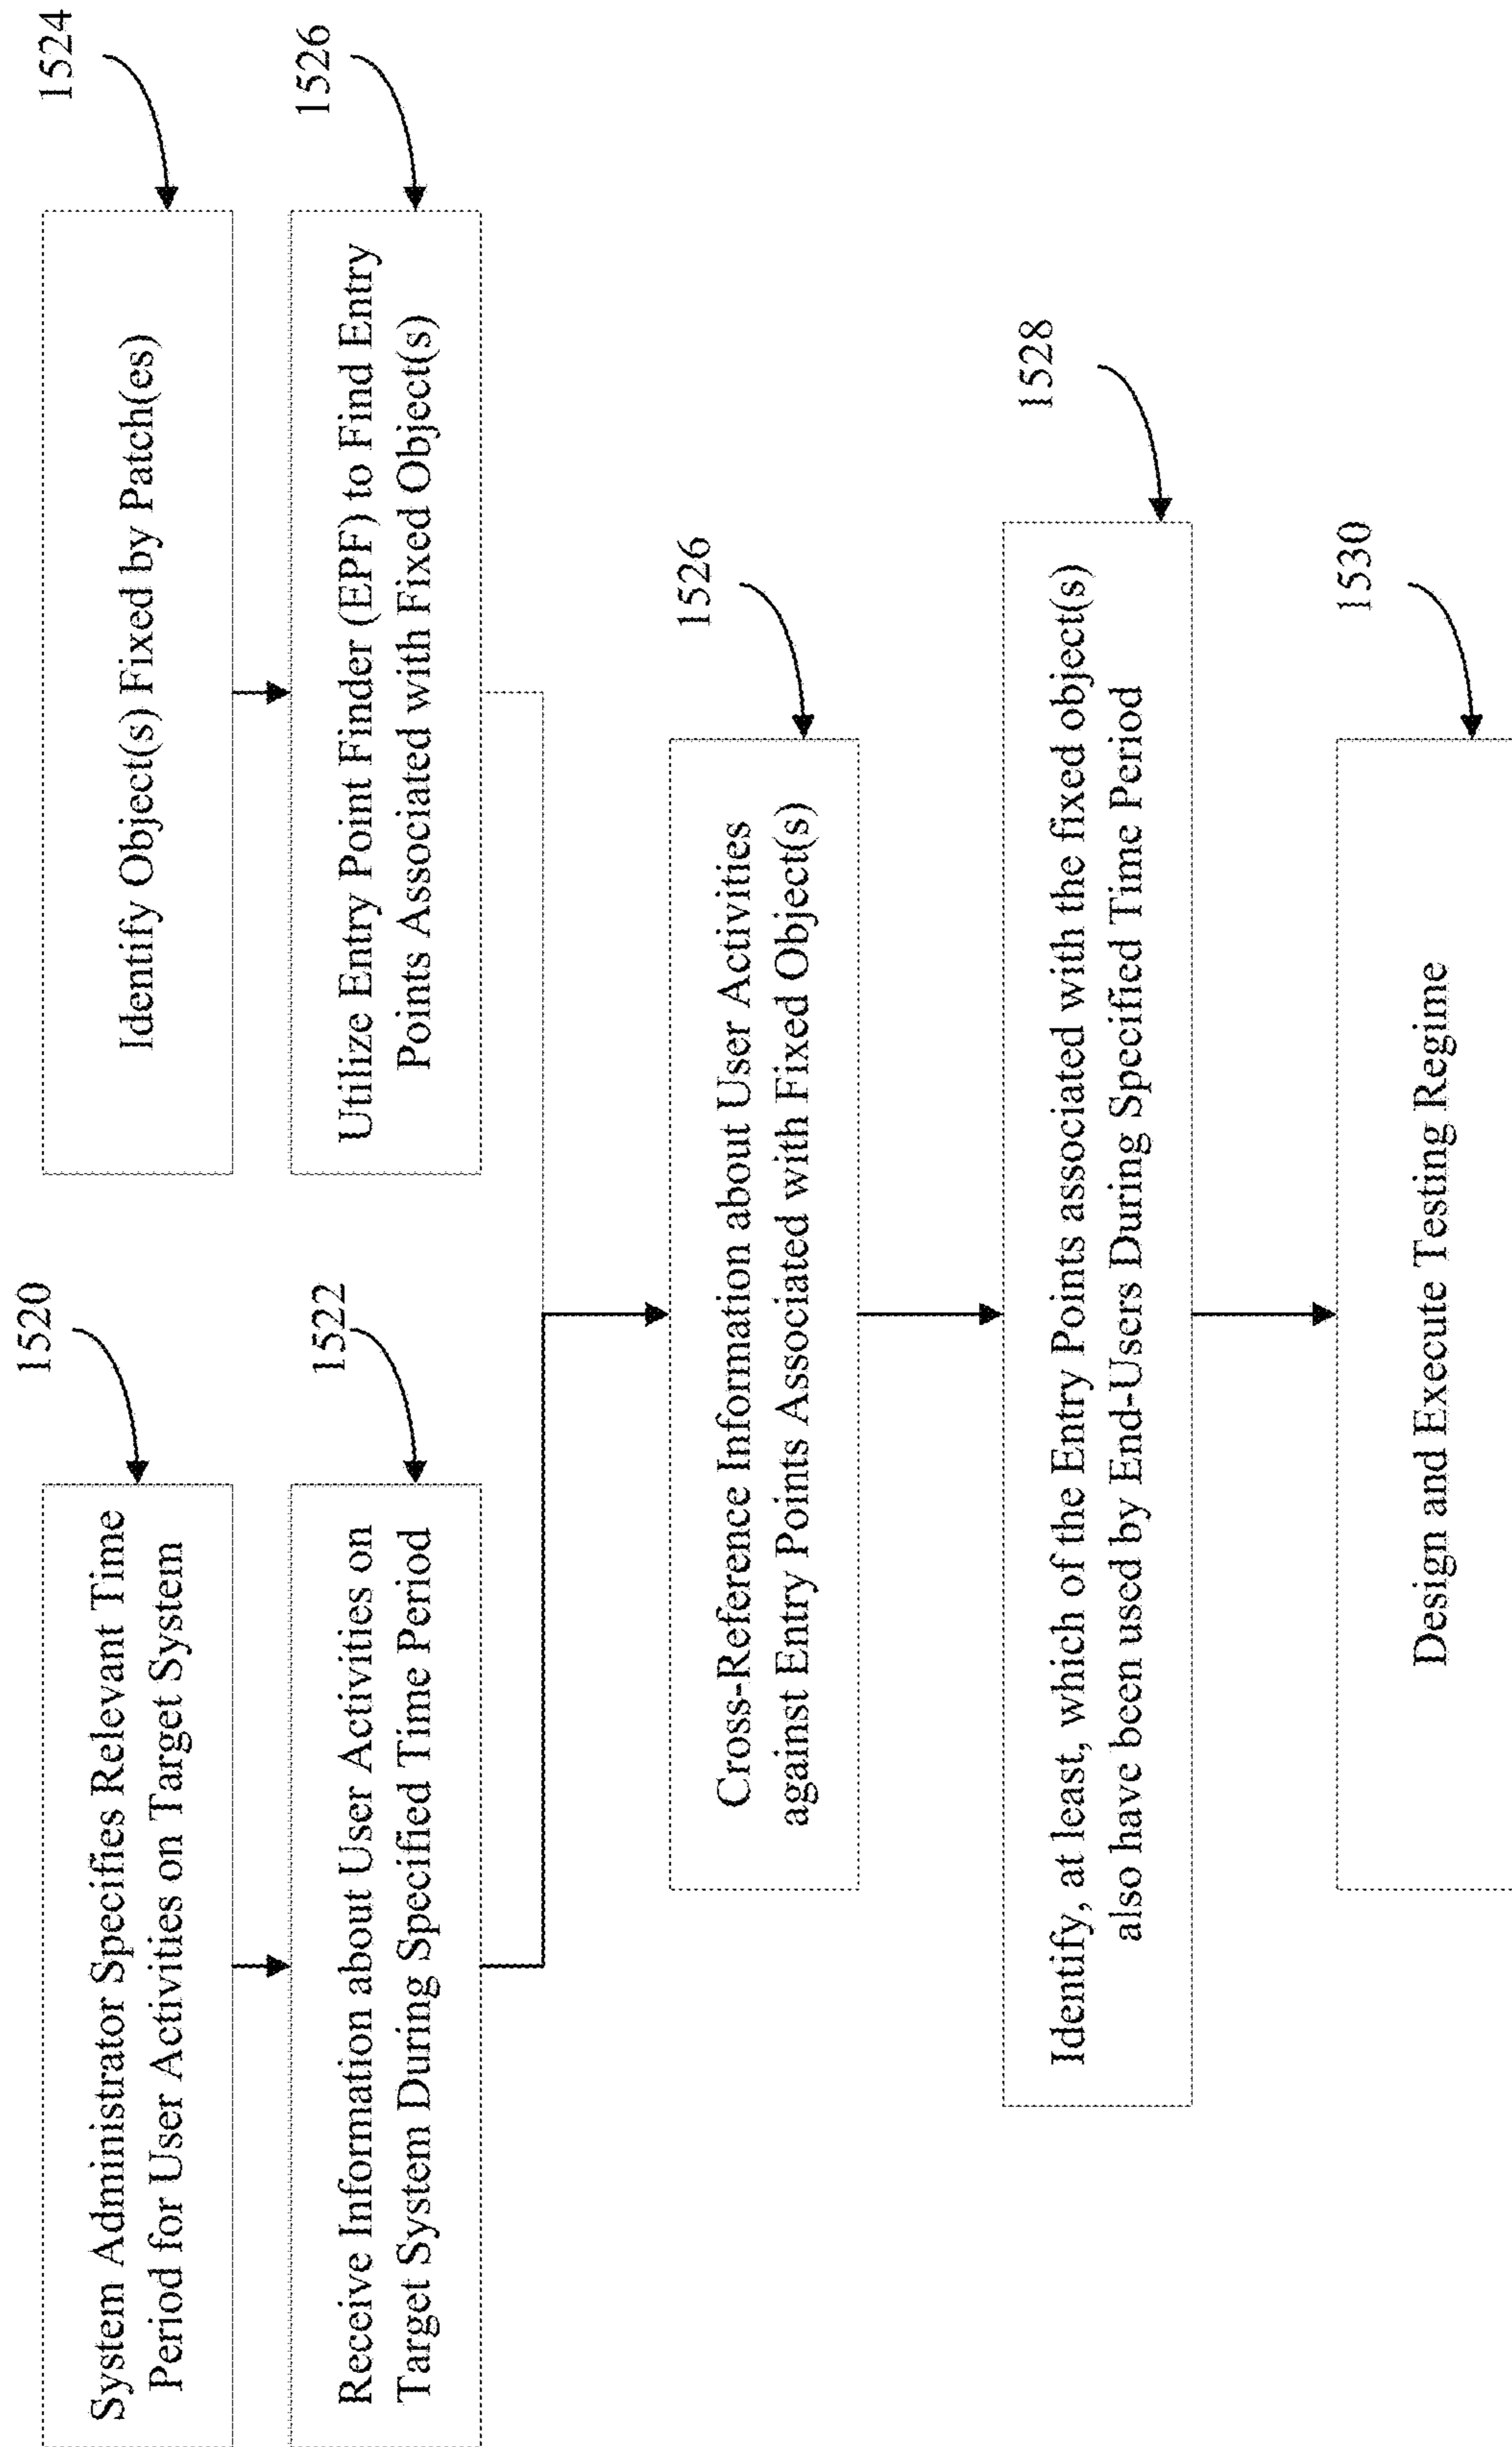 1520
System Administrator Specifies Relevant Time
Period for User Activities on Target System
1522
Receive Information about User Activities on
Target System During Specified Time Period
1524
Identify Object(s) Fixed by Patch(es)
1526
Utilize Entry Point Finder (EPF) to Find Entry
Points Associated with Fixed Object(s)
1526
Cross-Reference Information about User Activities
against Entry Points Associated with Fixed Object(s)
1528
Identify, at least, which of the Entry Points associated with the fixed object(s)
also have been used by End-Users During Specified Time Period
1530
Design and Execute Testing Regime